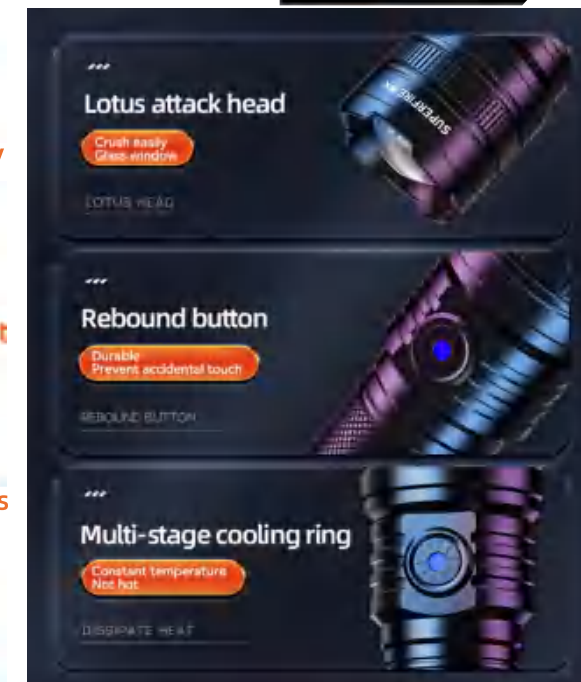 Lotus attack head
Crush easily
Glass window
LOTUS HEAD
SUPERFIRE
Rebound button
Durable
Prevent accidental touch
REBOUND BUTTON
Multi-stage cooling ring
Constant temperature
Not hot
DISSIPATE HEAT